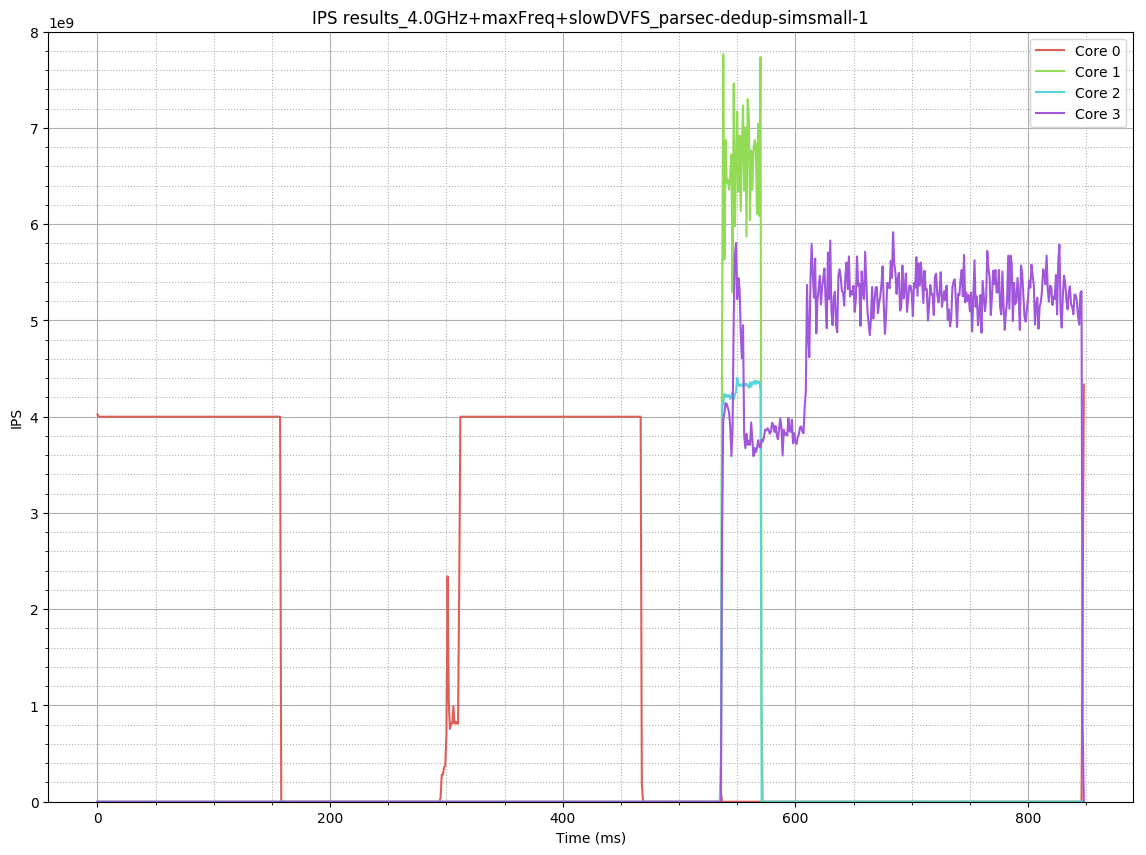 IPS results_4.0GHz+maxFreq+slowDVFS_parsec-dedup-simsmall-1
1e9
Core 0
Core 1
Core 2
Core 3
8
7
6
5
4
3
2
1
0
IPS
0 200 400 600 800
Time (ms)